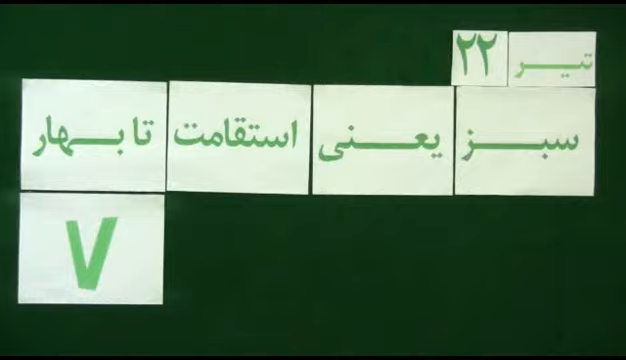 تیر ۲۲
سبز یعنی استقامت تا بهار
۷